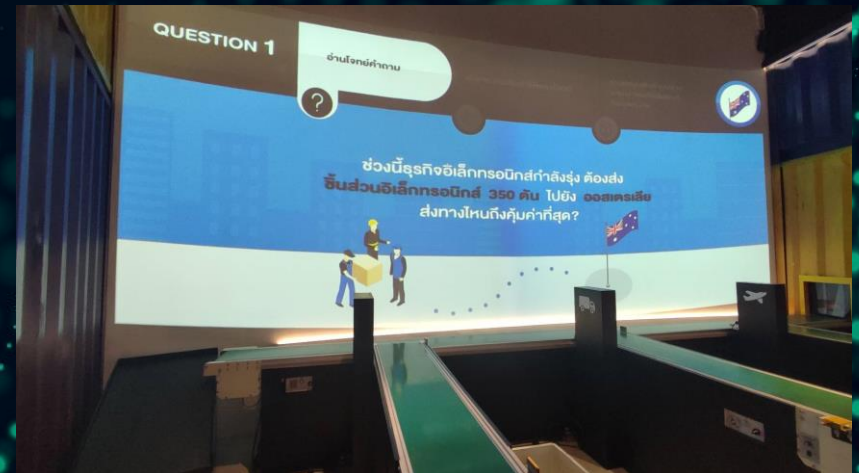 QUESTION 1
อ่านโจทย์คำถาม
?
ช่วงนี้ธุรกิจอิเล็กทรอนิกส์กำลังรุ่ง ต้องส่ง
ชิ้นส่วนอิเล็กทรอนิกส์ 350 ตัน ไปยัง ออสเตรเลีย
ส่งทางไหนถึงคุ้มค่าที่สุด?